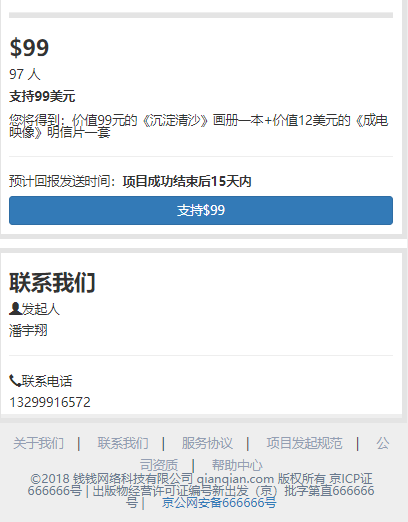 $99
97 人
支持99美元
您将得到：价值99元的《沉淀清沙》画册一本+价值12美元的《成电
映像》明信片一套
预计回报发送时间：项目成功结束后15天内
支持$99
联系我们
发起人
潘宇翔
联系电话
13299916572
关于我们 | 联系我们 | 服务协议 | 项目发起规范 | 公
司资质 | 帮助中心
©2018 钱钱网络科技有限公司 qianqian.com 版权所有 京ICP证
666666号 | 出版物经营许可证编号新出发（京）批字第直666666
号 | 京公网安备666666号